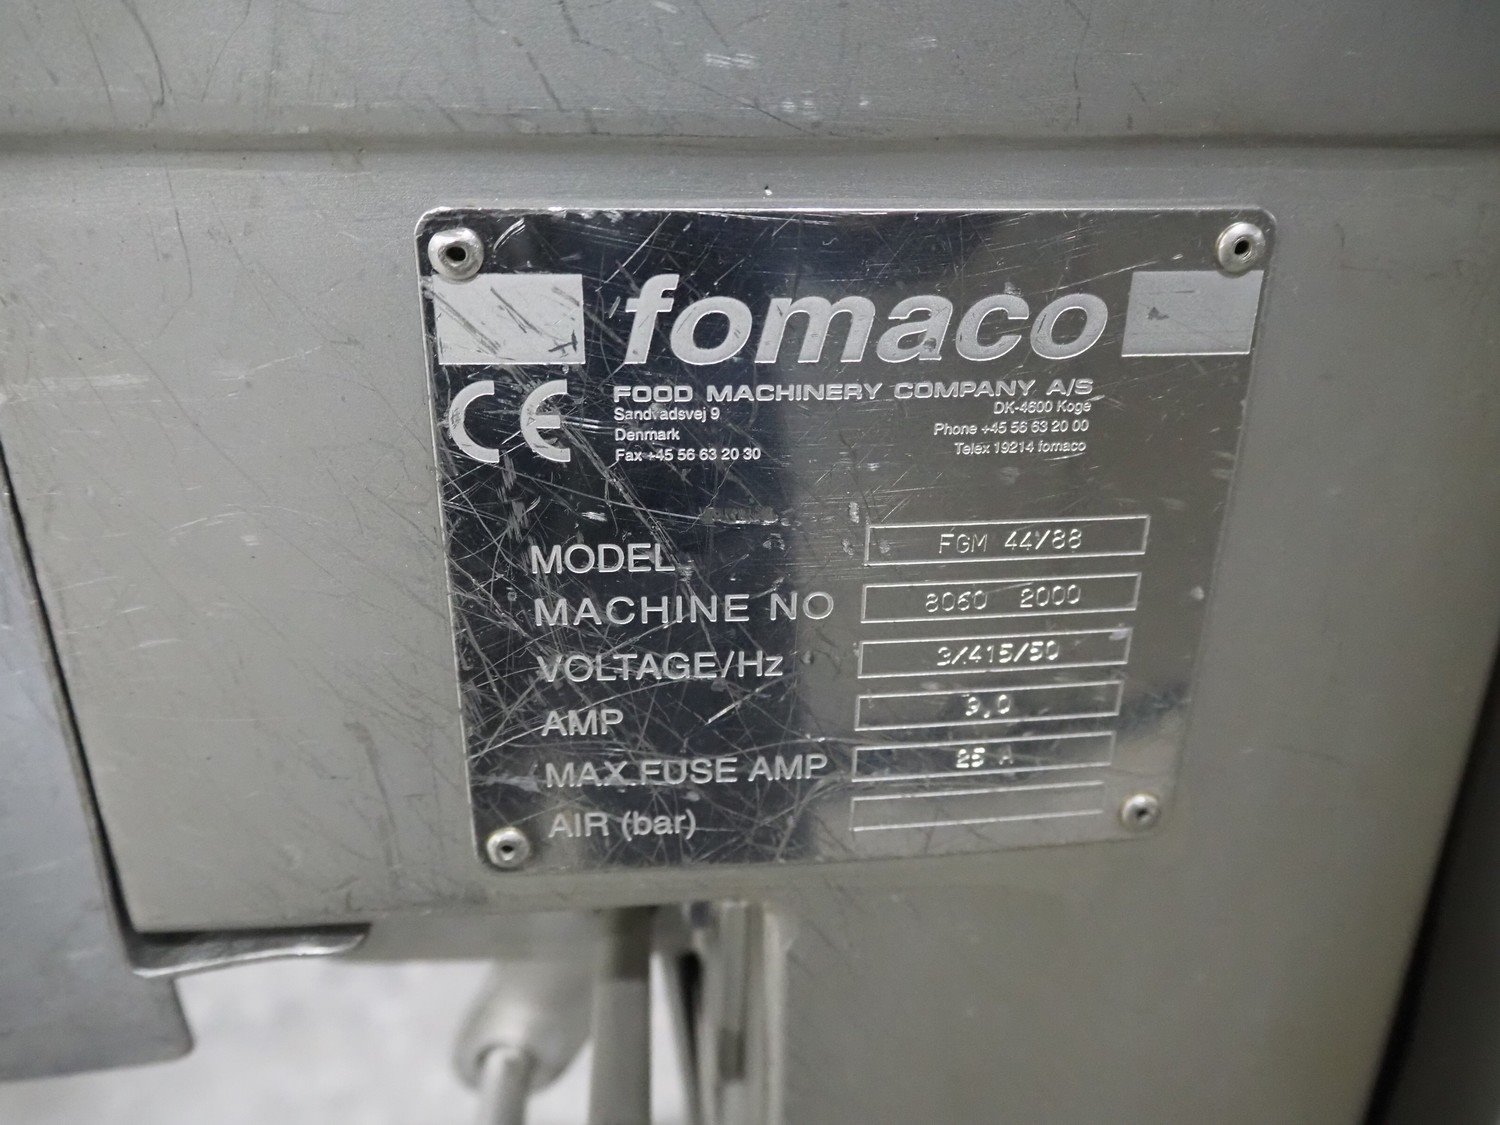 fomaco
CE
FOOD MACHINERY COMPANY A/S
Sandvadsvej 9 DK-4600 Køge
Denmark Phone +45 56 63 20 00
Fax +45 56 63 20 30 Telex 19214 fomaco
MODEL FGM 44/88
MACHINE NO 8060 2000
VOLTAGE/Hz 3/415/50
AMP 9,0
MAX.FUSE AMP 25 A
AIR (bar)